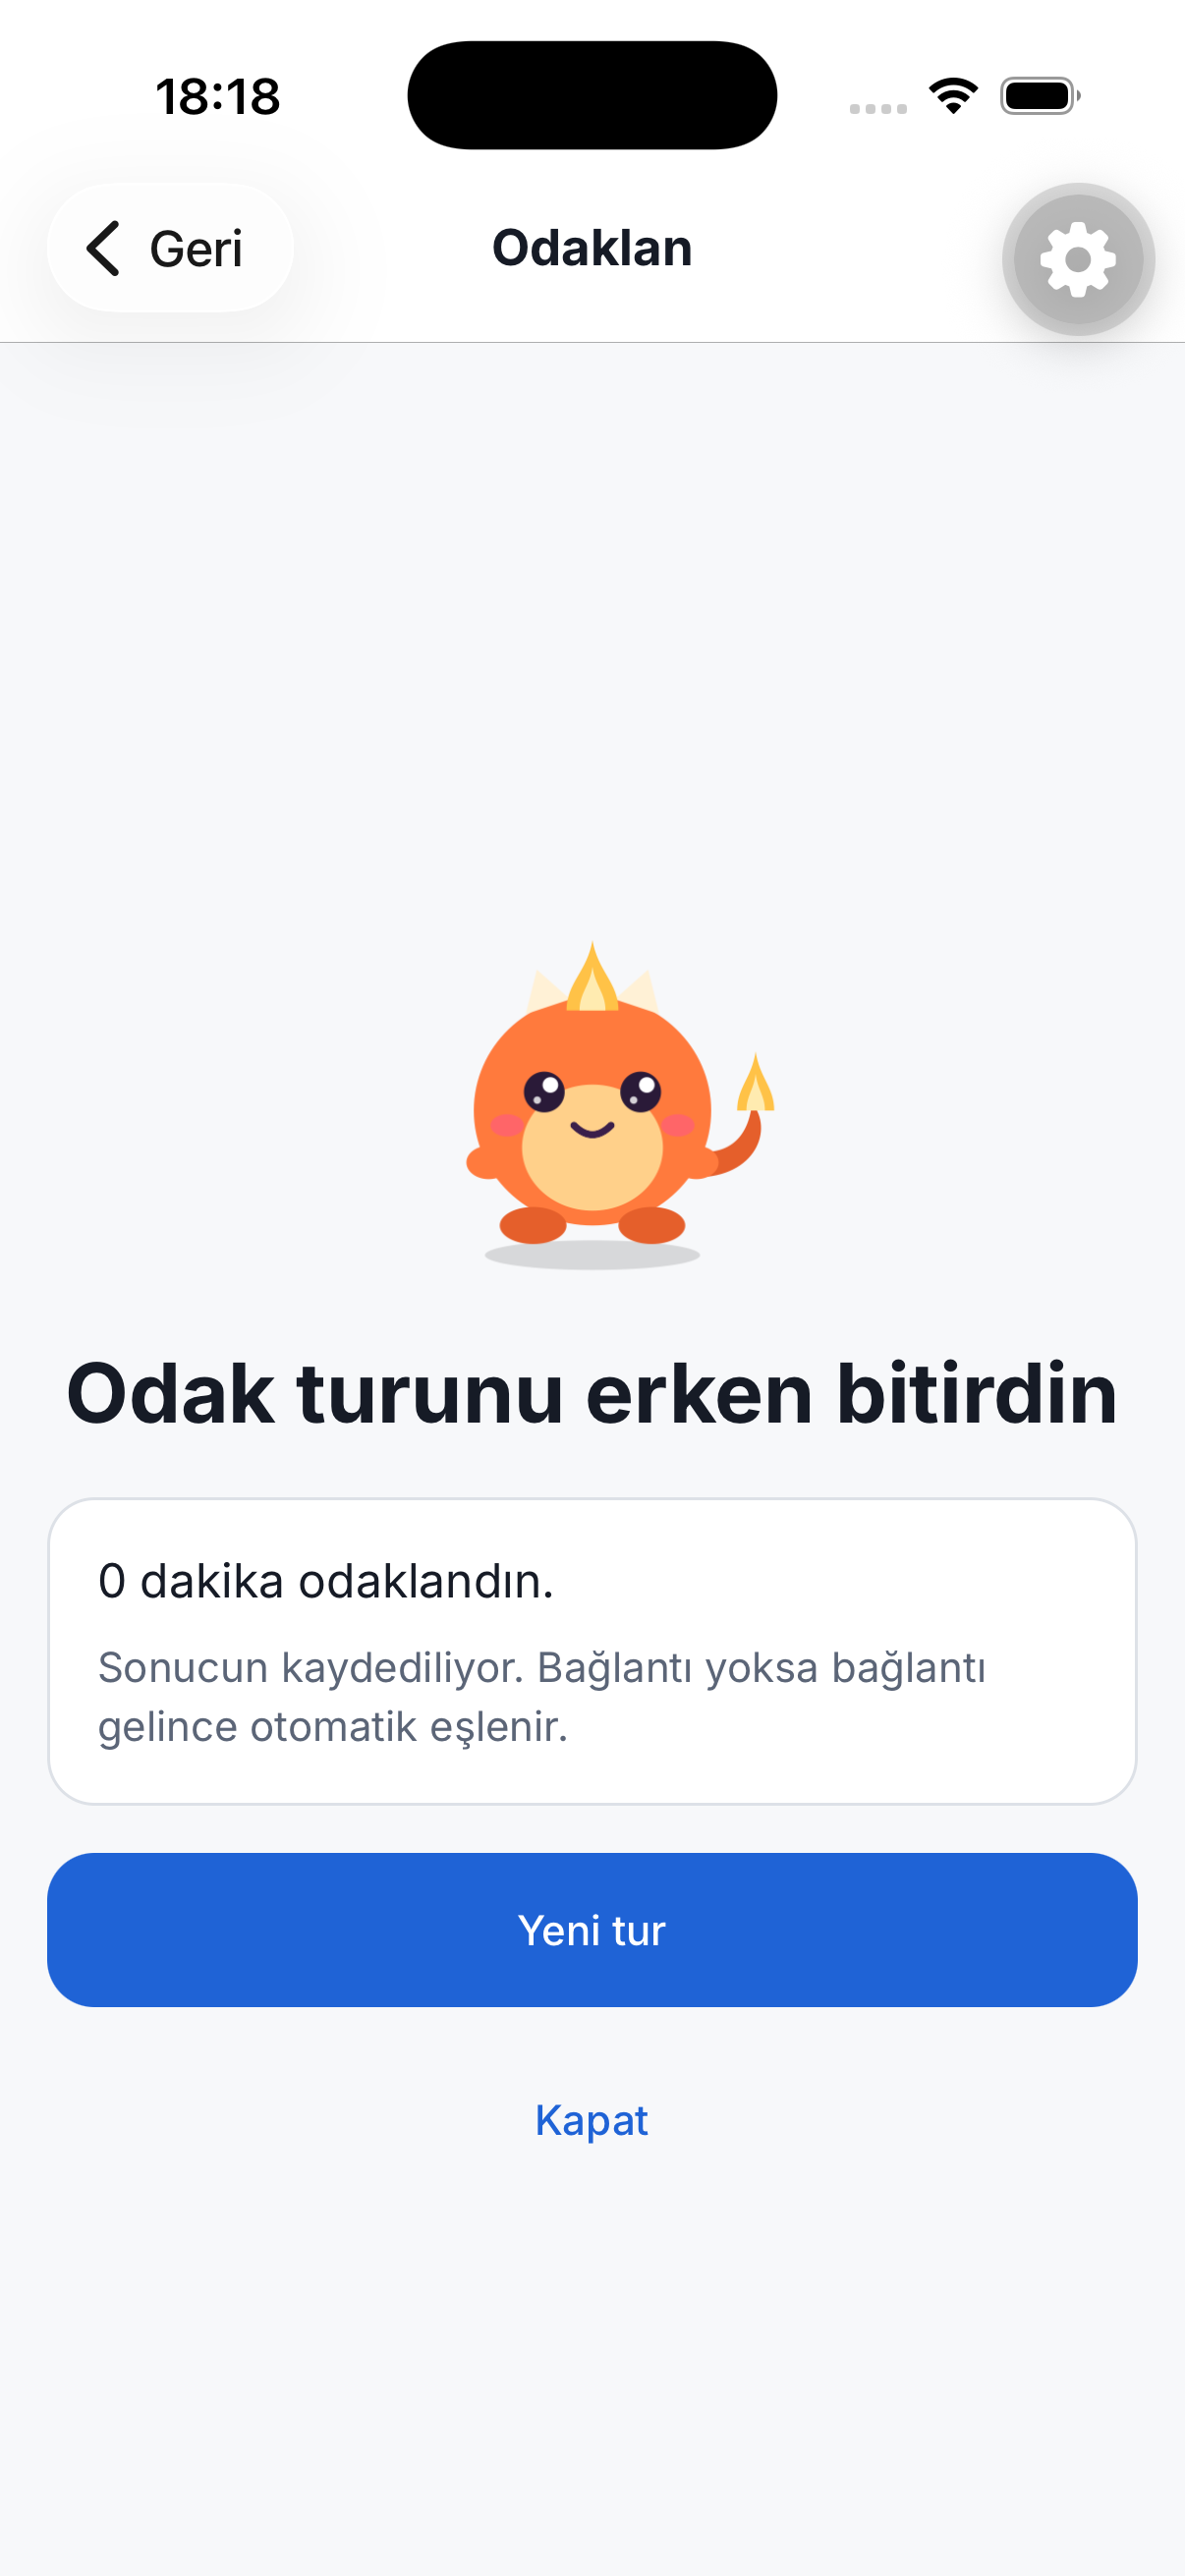 18:18
Geri
Odaklan
Odak turunu erken bitirdin
0 dakika odaklandın.
Sonucun kaydediliyor. Bağlantı yoksa bağlantı
gelince otomatik eşlenir.
Yeni tur
Kapat